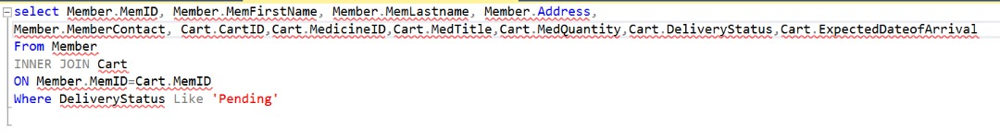 select Member.MemID, Member.MemFirstName, Member.MemLastname, Member.Address,
Member.MemberContact, Cart.CartID,Cart.MedicineID,Cart.MedTitle,Cart.MedQuantity,Cart.DeliveryStatus,Cart.ExpectedDateofArrival
From Member
INNER JOIN Cart
ON Member.MemID=Cart.MemID
Where DeliveryStatus Like 'Pending'